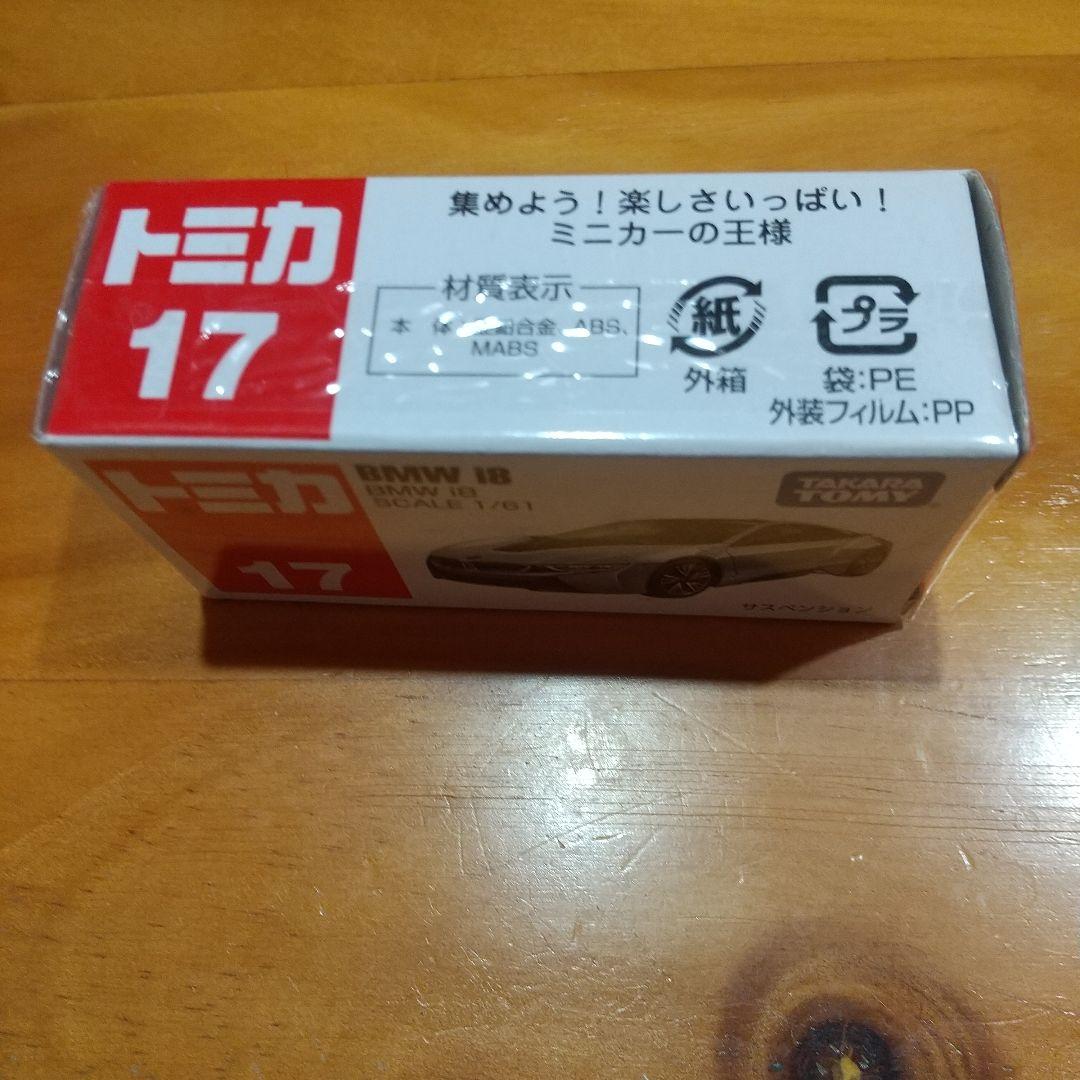 トミカ
17
集めよう!楽しさいっぱい!
ミニカーの王様
材質表示
本 体 合金、ABS、
MABS
紙
外箱
プラ
袋:PE
外装フィルム:PP
トミカ
17
BMW i8
BMW i8
SCALE 1/61
TAKARA
TOMY
サスペンション